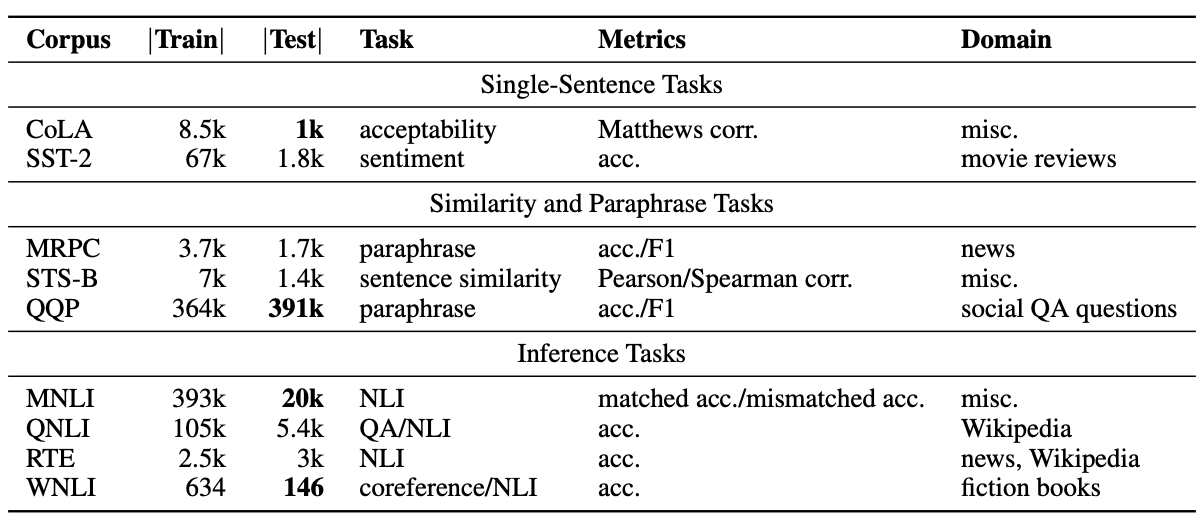 Corpus |Train| |Test| Task Metrics Domain
Single-Sentence Tasks
CoLA 8.5k 1k acceptability Matthews corr. misc.
SST-2 67k 1.8k sentiment acc. movie reviews
Similarity and Paraphrase Tasks
MRPC 3.7k 1.7k paraphrase acc./F1 news
STS-B 7k 1.4k sentence similarity Pearson/Spearman corr. misc.
QQP 364k 391k paraphrase acc./F1 social QA questions
Inference Tasks
MNLI 393k 20k NLI matched acc./mismatched acc. misc.
QNLI 105k 5.4k QA/NLI acc. Wikipedia
RTE 2.5k 3k NLI acc. news, Wikipedia
WNLI 634 146 coreference/NLI acc. fiction books